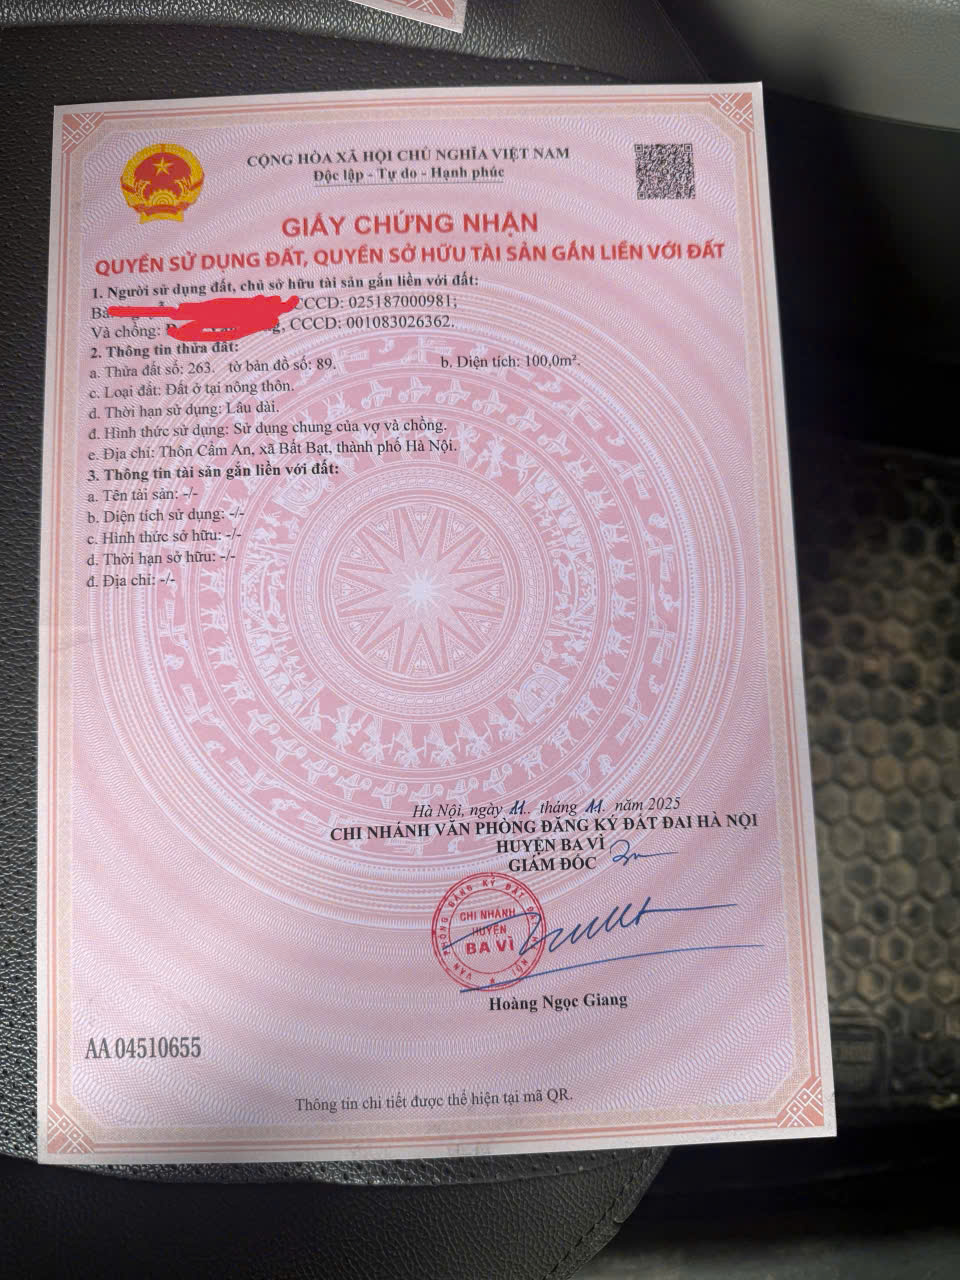 CỘNG HÒA XÃ HỘI CHỦ NGHĨA VIỆT NAM
Độc lập - Tự do - Hạnh phúc
GIẤY CHỨNG NHẬN
QUYỀN SỬ DỤNG ĐẤT, QUYỀN SỞ HỮU TÀI SẢN GẮN LIỀN VỚI ĐẤT
1. Người sử dụng đất, chủ sở hữu tài sản gắn liền với đất:
Bà CCCD: 025187000981;
Và chồng: CCCD: 001083026362.
2. Thông tin thửa đất:
a. Thửa đất số: 263. tờ bản đồ số: 89. b. Diện tích: 100,0m².
c. Loại đất: Đất ở tại nông thôn.
d. Thời hạn sử dụng: Lâu dài.
đ. Hình thức sử dụng: Sử dụng chung của vợ và chồng.
e. Địa chỉ: Thôn Cẩm An, xã Bất Bạt, thành phố Hà Nội.
3. Thông tin tài sản gắn liền với đất:
a. Tên tài sản: -/-
b. Diện tích sử dụng: -/-
c. Hình thức sở hữu: -/-
d. Thời hạn sở hữu: -/-
đ. Địa chỉ: -/-
Hà Nội, ngày 11.. tháng 11. năm 2025
CHI NHÁNH VĂN PHÒNG ĐĂNG KÝ ĐẤT ĐAI HÀ NỘI
HUYỆN BA VÌ
GIÁM ĐỐC
VĂN PHÒNG ĐĂNG KÝ ĐẤT ĐAI HÀ NỘI
CHI NHÁNH
HUYỆN
BA VÌ
Hoàng Ngọc Giang
AA 04510655
Thông tin chi tiết được thể hiện tại mã QR.